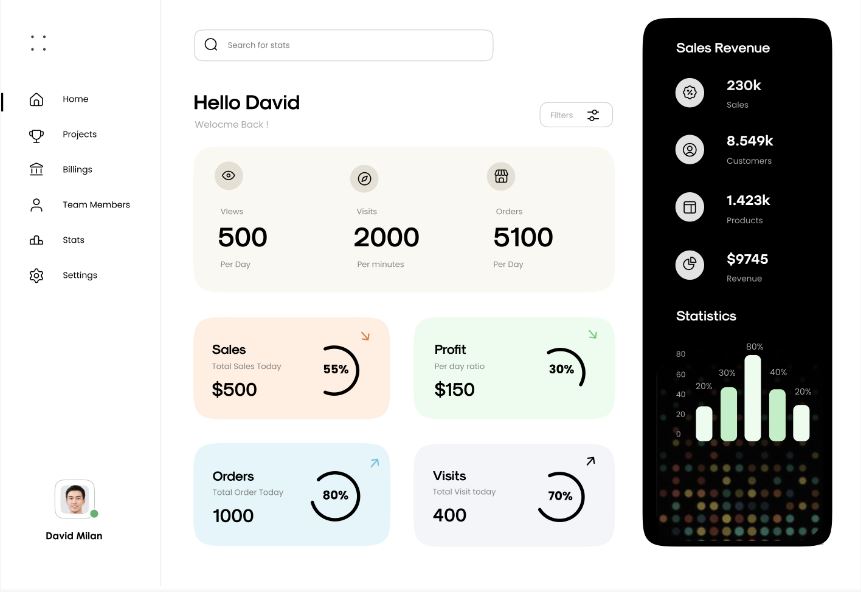 Home
Projects
Billings
Team Members
Stats
Settings
David Milan
Search for stats
Hello David
Welocme Back !
Filters
Views
500
Per Day
Visits
2000
Per minutes
Orders
5100
Per Day
Sales
Total Sales Today
$500
55%
Profit
Per day ratio
$150
30%
Orders
Total Order Today
1000
80%
Visits
Total Visit today
400
70%
Sales Revenue
230k
Sales
8.549k
Customers
1.423k
Products
$9745
Revenue
Statistics
80
60
40
20
0
20%
30%
80%
40%
20%